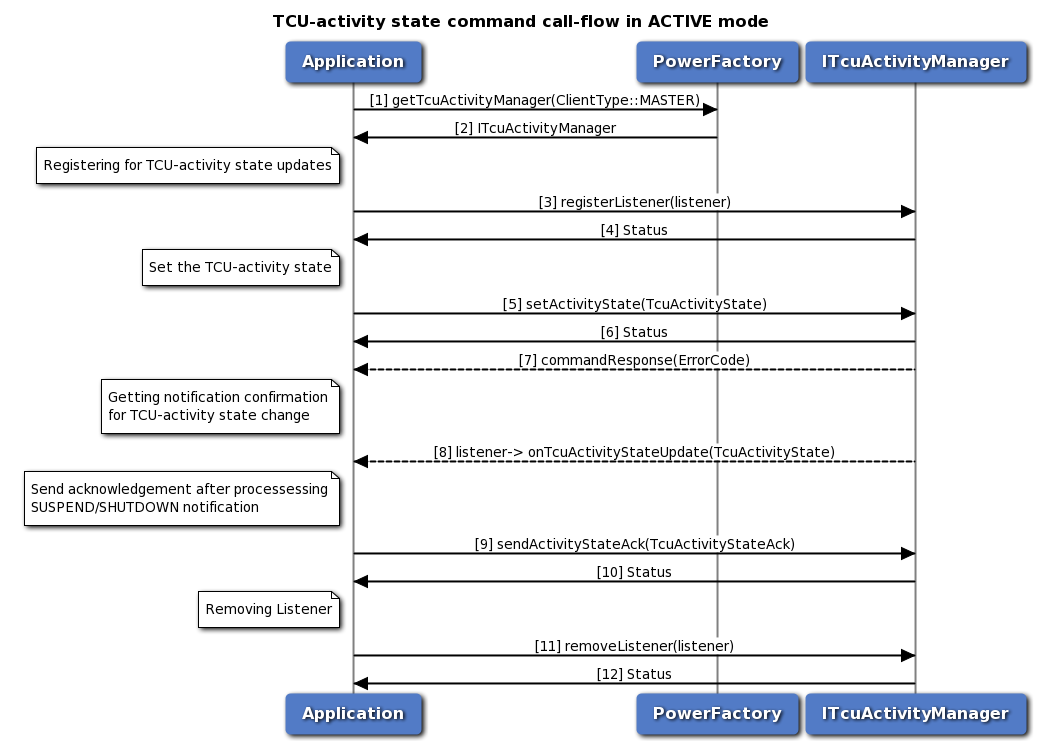 TCU-activity state command call-flow in ACTIVE mode
Application
PowerFactory
ITcuActivityManager
[1] getTcuActivityManager(ClientType::MASTER)
[2] ITcuActivityManager
Registering for TCU-activity state updates
[3] registerListener(listener)
[4] Status
Set the TCU-activity state
[5] setActivityState(TcuActivityState)
[6] Status
[7] commandResponse(ErrorCode)
Getting notification confirmation
for TCU-activity state change
[8] listener-> onTcuActivityStateUpdate(TcuActivityState)
Send acknowledgement after processessing
SUSPEND/SHUTDOWN notification
[9] sendActivityStateAck(TcuActivityStateAck)
[10] Status
Removing Listener
[11] removeListener(listener)
[12] Status
Application
PowerFactory
ITcuActivityManager